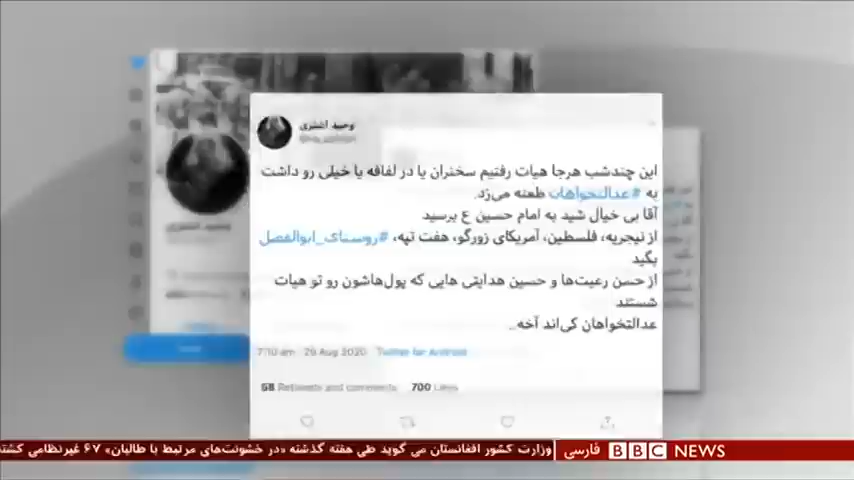 وحید اشتری
این چندشب هرجا هیات رفتیم سخنران یا در لفافه یا خیلی رو داشت
به #عدالتخواهان طعنه می‌زد.
آقا بی خیال شید به امام حسین ع برسید
از نیجریه، فلسطین، آمریکای زورگو، هفت تپه، #روستای_ابوالفضل
بگید
از حسن رعیت‌ها و حسین هدایتی هایی که پول‌هاشون رو تو هیات
شستند
عدالتخواهان کی‌اند آخه..
7:10 am 29 Aug 2020 Twitter for Android
58 Retweets and comments 700 Likes
وزارت کشور افغانستان می گوید طی هفته گذشته «در خشونت‌های مرتبط با طالبان» ۶۷ غیرنظامی کشته
BBC NEWS فارسی